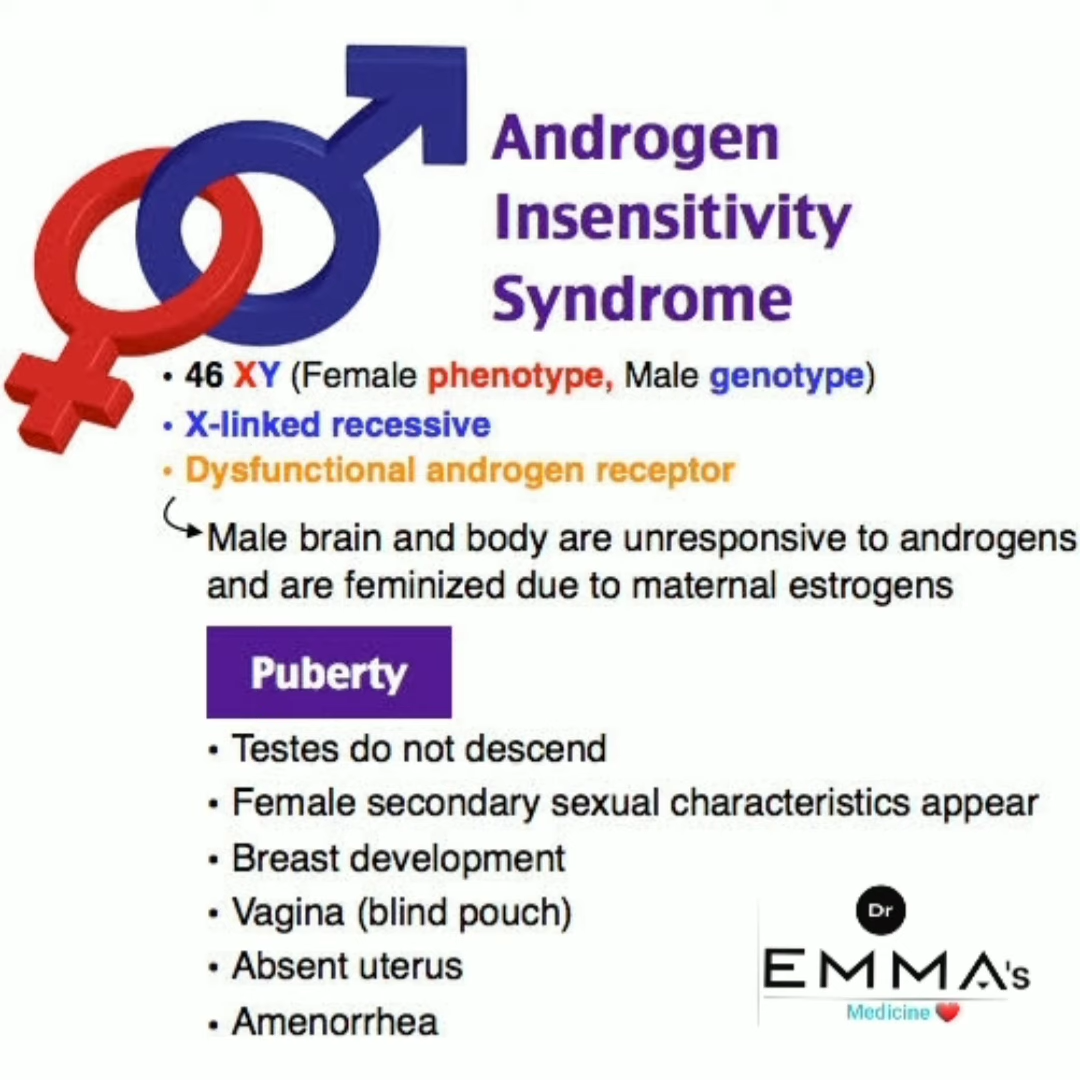 Androgen
Insensitivity
Syndrome
• 46 XY (Female phenotype, Male genotype)
• X-linked recessive
• Dysfunctional androgen receptor
Male brain and body are unresponsive to androgens
and are feminized due to maternal estrogens
Puberty
• Testes do not descend
• Female secondary sexual characteristics appear
• Breast development
• Vagina (blind pouch)
• Absent uterus
• Amenorrhea
Dr
EMMA's
Medicine ❤️